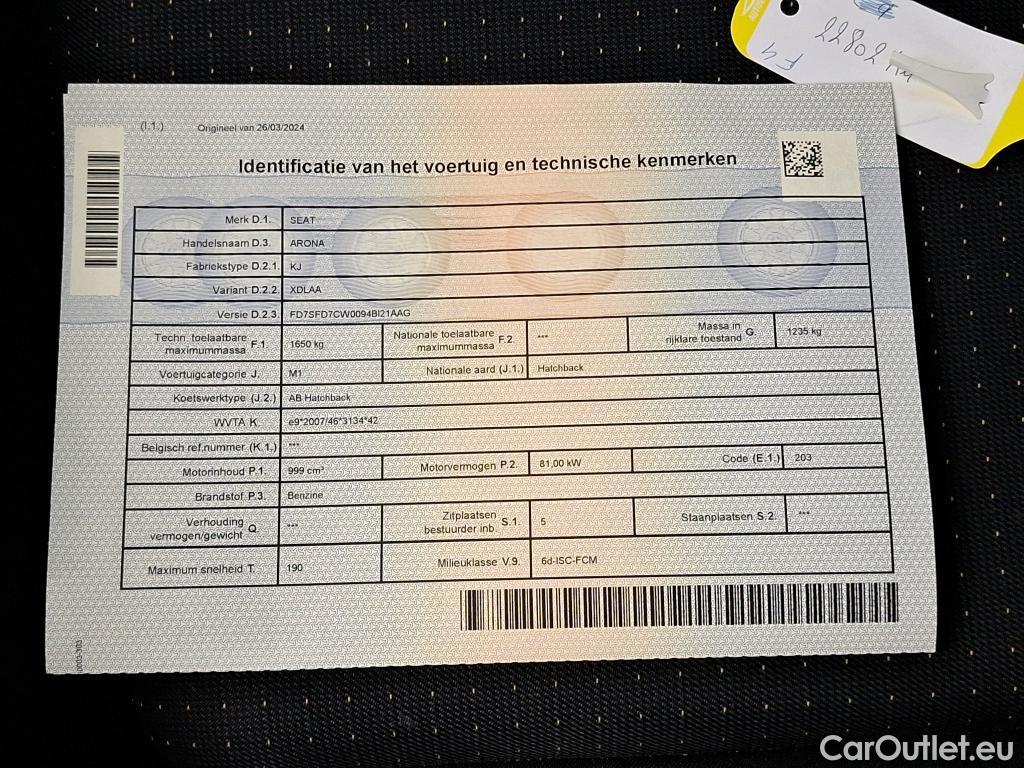 22802 km
F4
(I.1.) Origineel van 26/03/2024
Identificatie van het voertuig en technische kenmerken
Merk D.1. SEAT
Handelsnaam D.3. ARONA
Fabriekstype D.2.1. KJ
Variant D.2.2. XDLAA
Versie D.2.3. FD7SFD7CW0094BI21AAG
Techn. toelaatbare maximummassa F.1. 1650 kg Nationale toelaatbare maximummassa F.2. *** Massa in rijklare toestand G. 1235 kg
Voertuigcategorie J. M1 Nationale aard (J.1.) Hatchback
Koetswerktype (J.2.) AB Hatchback
WVTA K. e9*2007/46*3134*42
Belgisch ref.nummer (K.1.) ***
Motorinhoud P.1. 999 cm³ Motorvermogen P.2. 81,00 kW Code (E.1.) 203
Brandstof P.3. Benzine
Verhouding vermogen/gewicht Q. *** Zitplaatsen bestuurder inb. S.1. 5 Staanplaatsen S.2. ***
Maximum snelheid T. 190 Milieuklasse V.9. 6d-ISC-FCM
CarOutlet.eu